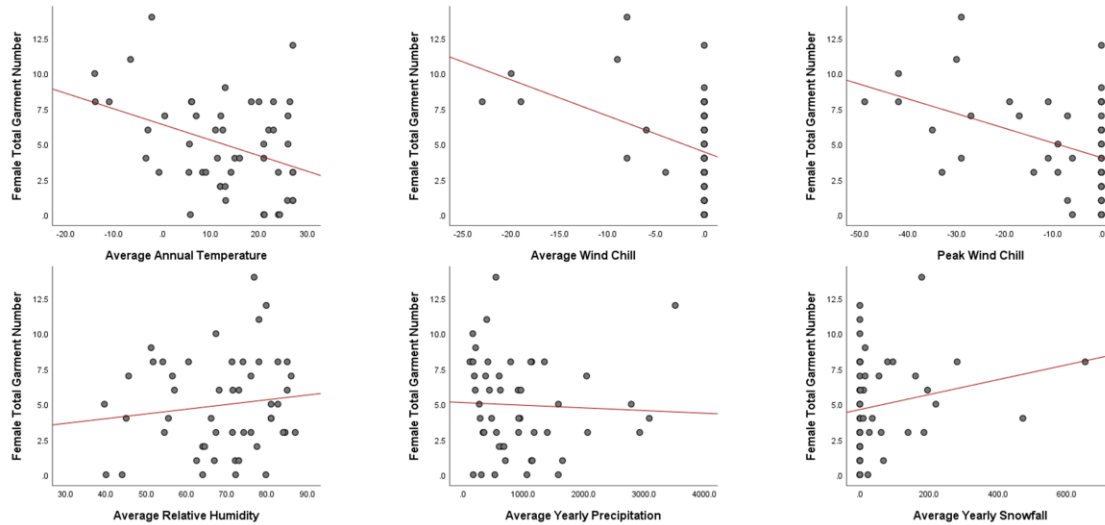 Female Total Garment Number
12.5
10.0
7.5
5.0
2.5
.0
-20.0 -10.0 .0 10.0 20.0 30.0
Average Annual Temperature
Female Total Garment Number
12.5
10.0
7.5
5.0
2.5
.0
-25.0 -20.0 -15.0 -10.0 -5.0 .0
Average Wind Chill
Female Total Garment Number
12.5
10.0
7.5
5.0
2.5
.0
-50.0 -40.0 -30.0 -20.0 -10.0 .0
Peak Wind Chill
Female Total Garment Number
12.5
10.0
7.5
5.0
2.5
.0
30.0 40.0 50.0 60.0 70.0 80.0 90.0
Average Relative Humidity
Female Total Garment Number
12.5
10.0
7.5
5.0
2.5
.0
.0 1000.0 2000.0 3000.0 4000.0
Average Yearly Precipitation
Female Total Garment Number
12.5
10.0
7.5
5.0
2.5
.0
.0 200.0 400.0 600.0
Average Yearly Snowfall